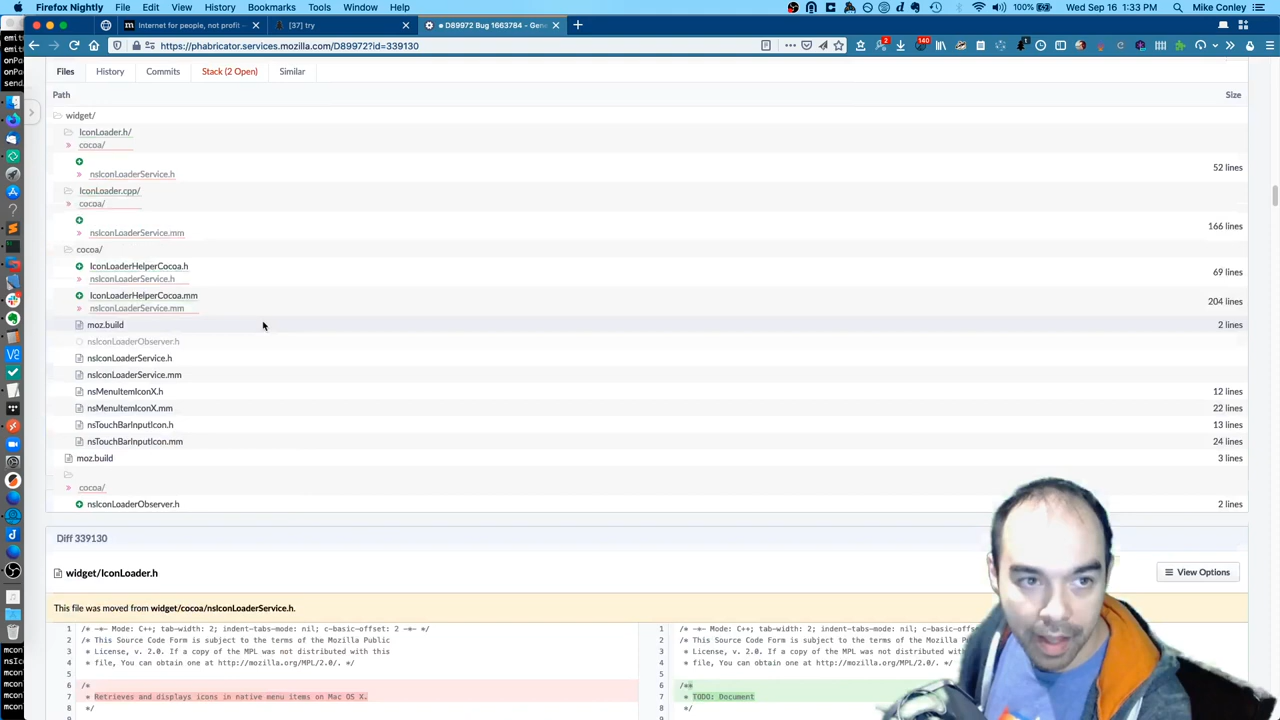 Firefox Nightly File Edit View History Bookmarks Tools Window Help 100% Wed Sep 16 1:33 PM Mike Conley
Internet for people, not profit – [37] try D89972 Bug 1663784 - Gene
https://phabricator.services.mozilla.com/D89972?id=339130
Files History Commits Stack (2 Open) Similar
Path Size
widget/
IconLoader.h/
cocoa/
nsIconLoaderService.h 52 lines
IconLoader.cpp/
cocoa/
nsIconLoaderService.mm 166 lines
cocoa/
IconLoaderHelperCocoa.h
nsIconLoaderService.h 69 lines
IconLoaderHelperCocoa.mm
nsIconLoaderService.mm 204 lines
moz.build 2 lines
nsIconLoaderObserver.h
nsIconLoaderService.h
nsIconLoaderService.mm
nsMenuItemIconX.h 12 lines
nsMenuItemIconX.mm 22 lines
nsTouchBarInputIcon.h 13 lines
nsTouchBarInputIcon.mm 24 lines
moz.build 3 lines
cocoa/
nsIconLoaderObserver.h 2 lines
Diff 339130
widget/IconLoader.h View Options
This file was moved from widget/cocoa/nsIconLoaderService.h.
1 /* -*- Mode: C++; tab-width: 2; indent-tabs-mode: nil; c-basic-offset: 2 -*- */ 1 /* -*- Mode: C++; tab-width: 2; indent-tabs-mode: nil; c-ba
2 /* This Source Code Form is subject to the terms of the Mozilla Public 2 /* This Source Code Form is subject to the terms of the Mozilla P
3 * License, v. 2.0. If a copy of the MPL was not distributed with this 3 * License, v. 2.0. If a copy of the MPL was not distributed wit
4 * file, You can obtain one at http://mozilla.org/MPL/2.0/. */ 4 * file, You can obtain one at http://mozilla.org/MPL/2.0/. */
5 5
6 /* 6 /**
7 * Retrieves and displays icons in native menu items on Mac OS X. 7 * TODO: Document
8 */ 8 */